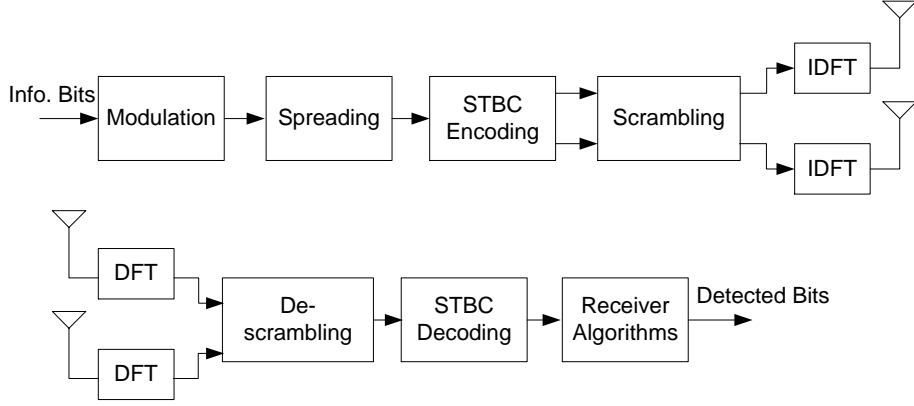 Info. Bits
Modulation
Spreading
STBC
Encoding
Scrambling
IDFT
IDFT
DFT
DFT
De-
scrambling
STBC
Decoding
Receiver
Algorithms
Detected Bits